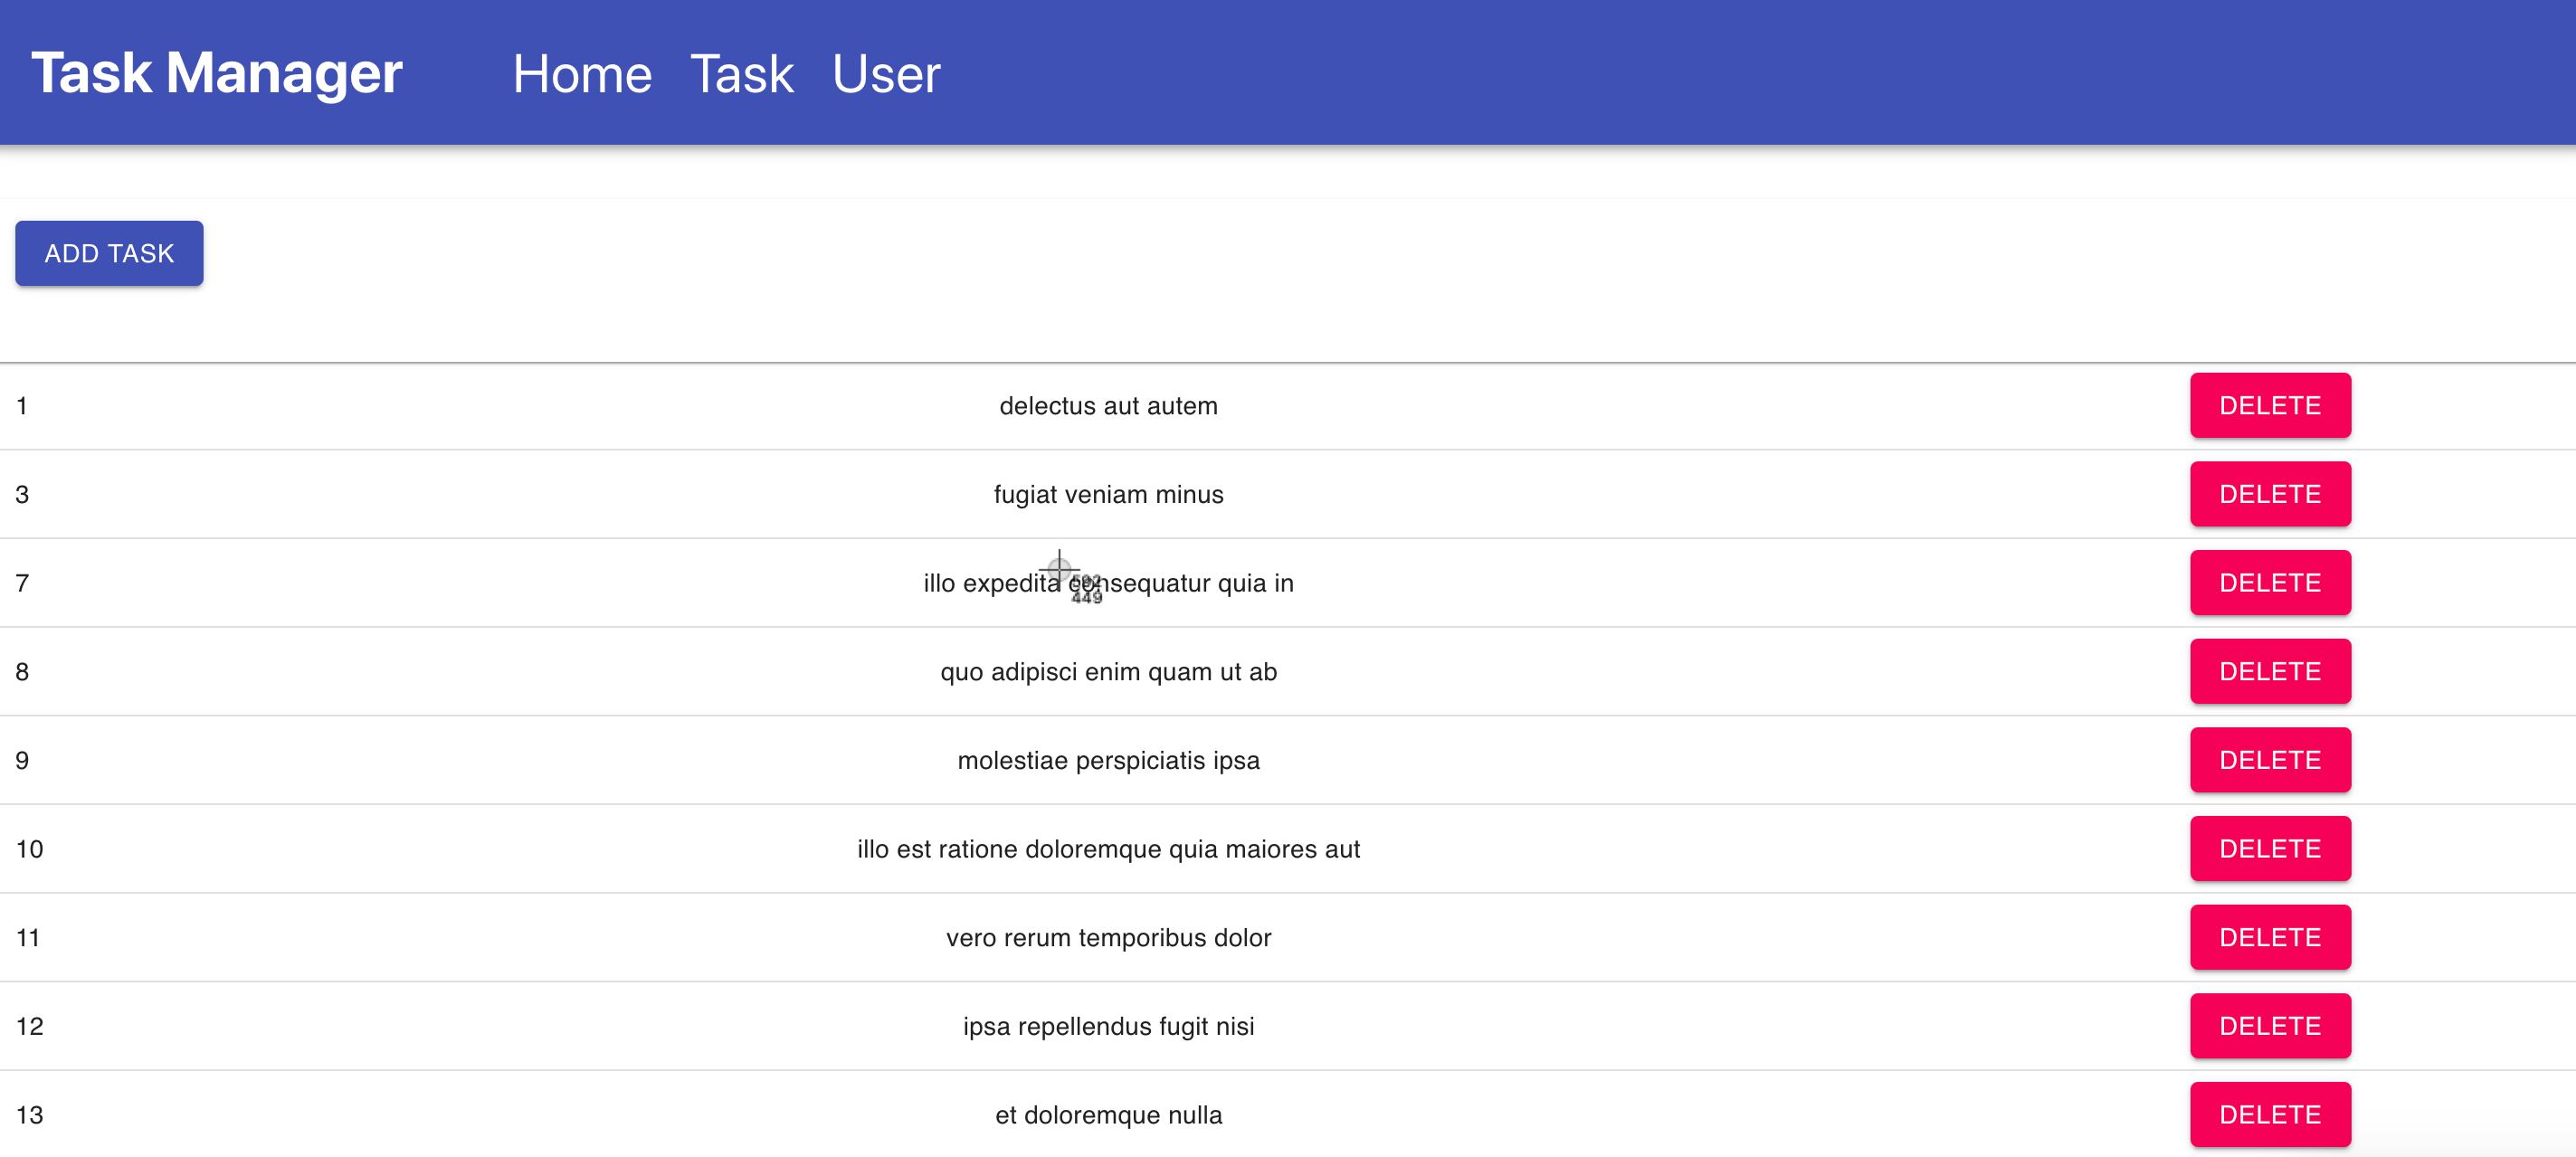 Task Manager Home Task User
ADD TASK
1 delectus aut autem DELETE
3 fugiat veniam minus DELETE
7 illo expedita consequatur quia in DELETE
8 quo adipisci enim quam ut ab DELETE
9 molestiae perspiciatis ipsa DELETE
10 illo est ratione doloremque quia maiores aut DELETE
11 vero rerum temporibus dolor DELETE
12 ipsa repellendus fugit nisi DELETE
13 et doloremque nulla DELETE